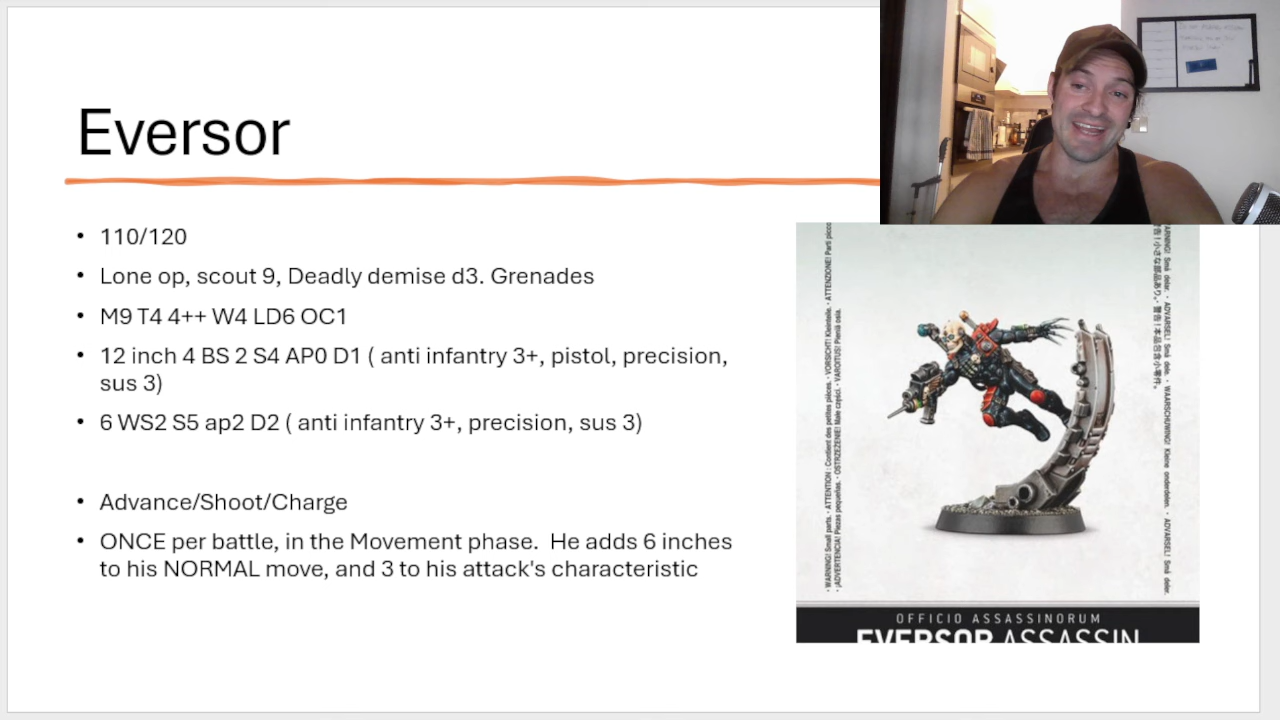 Eversor
• 110/120
• Lone op, scout 9, Deadly demise d3. Grenades
• M9 T4 4++ W4 LD6 OC1
• 12 inch 4 BS 2 S4 AP0 D1 ( anti infantry 3+, pistol, precision,
sus 3)
• 6 WS2 S5 ap2 D2 ( anti infantry 3+, precision, sus 3)
• Advance/Shoot/Charge
• ONCE per battle, in the Movement phase.  He adds 6 inches
to his NORMAL move, and 3 to his attack's characteristic
OFFICIO ASSASSINORUM
EVERSOR ASSASSIN